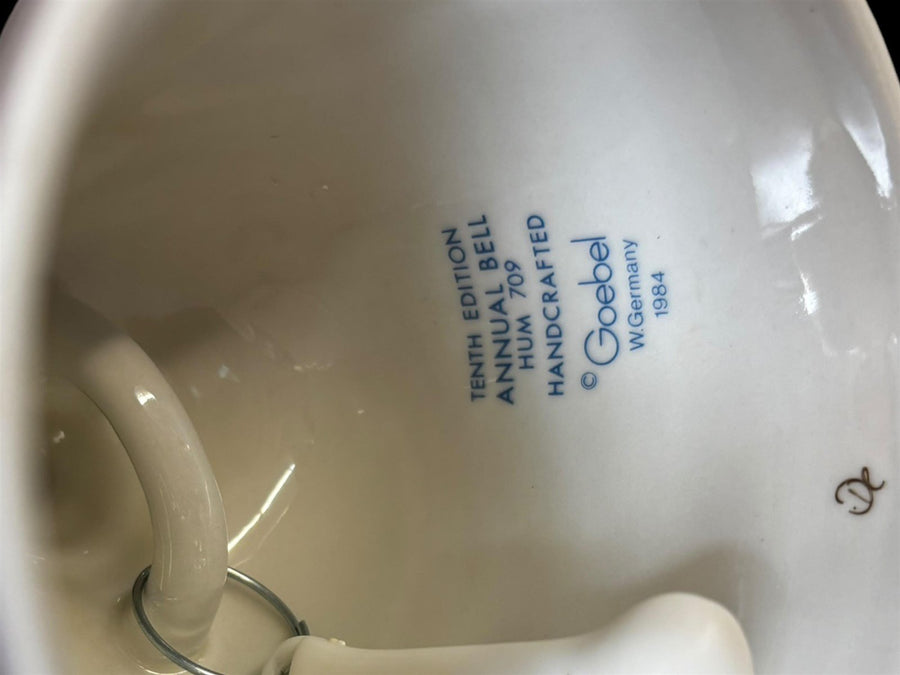 TENTH EDITION
ANNUAL BELL
HUM 709
HANDCRAFTED
© Goebel
W.Germany
1984